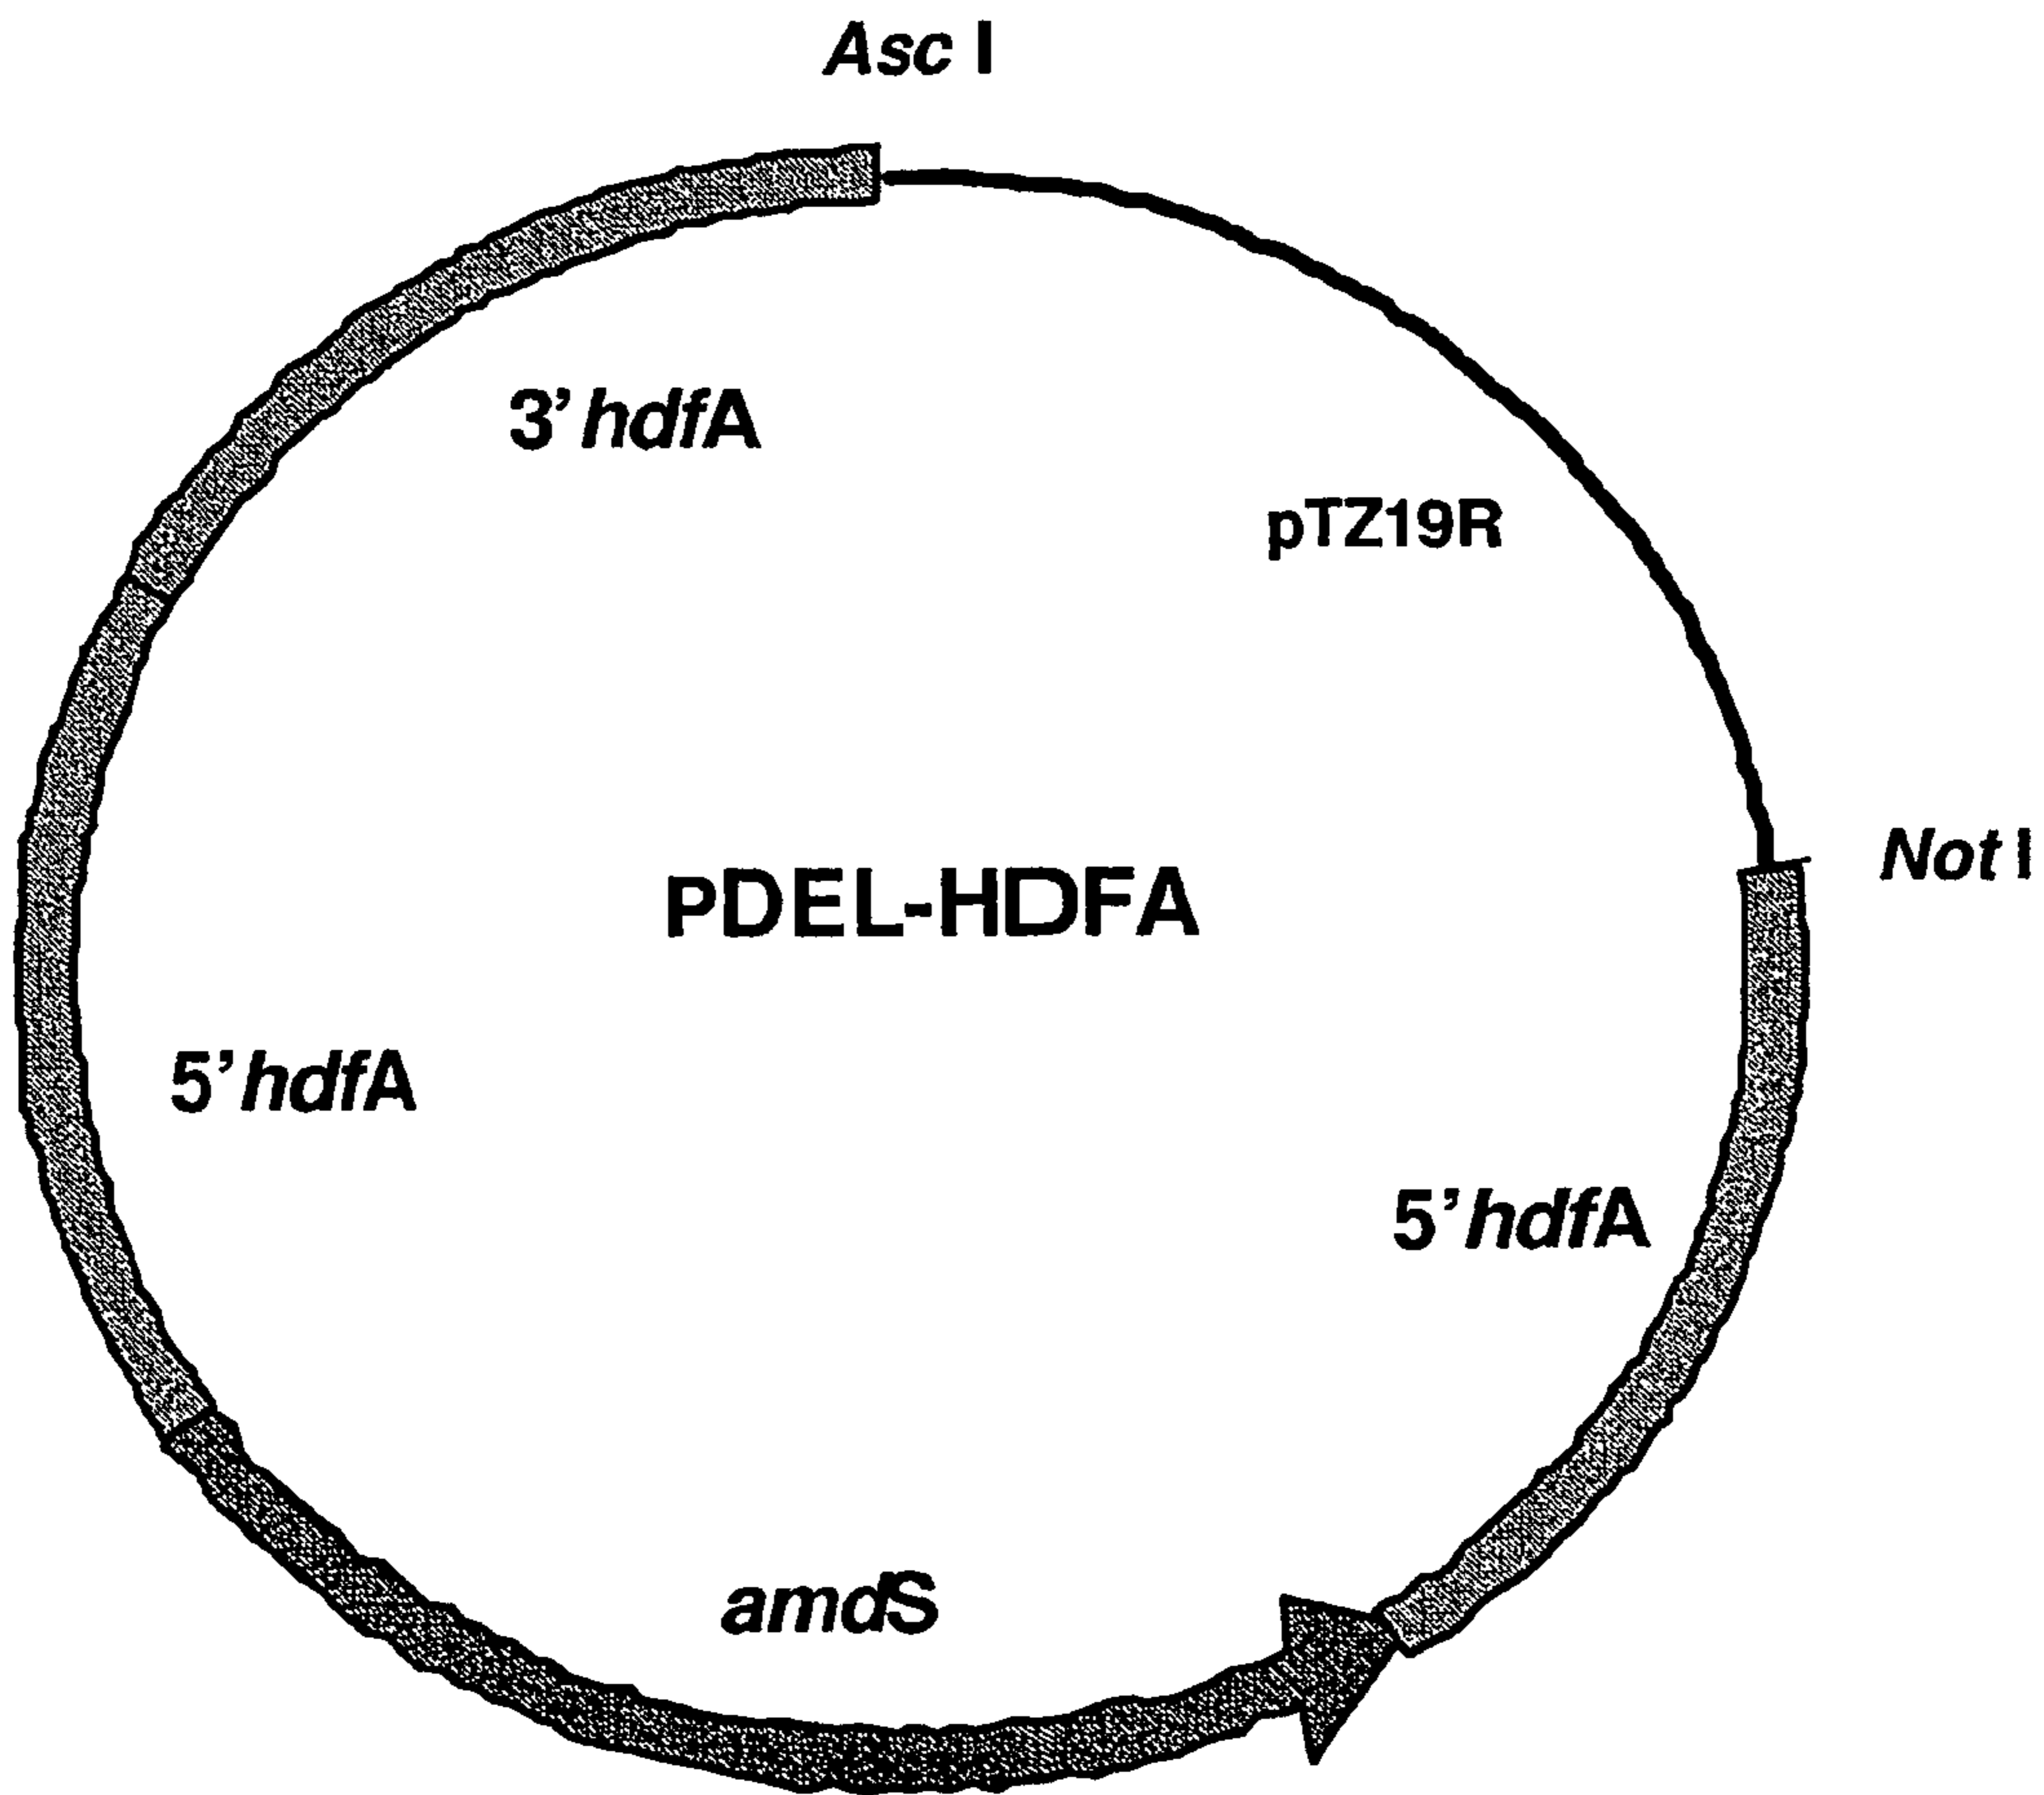 Asc I
3’ hdfA
pTZ19R
Not I
PDEL-HDFA
5’ hdfA
5’ hdfA
amdS